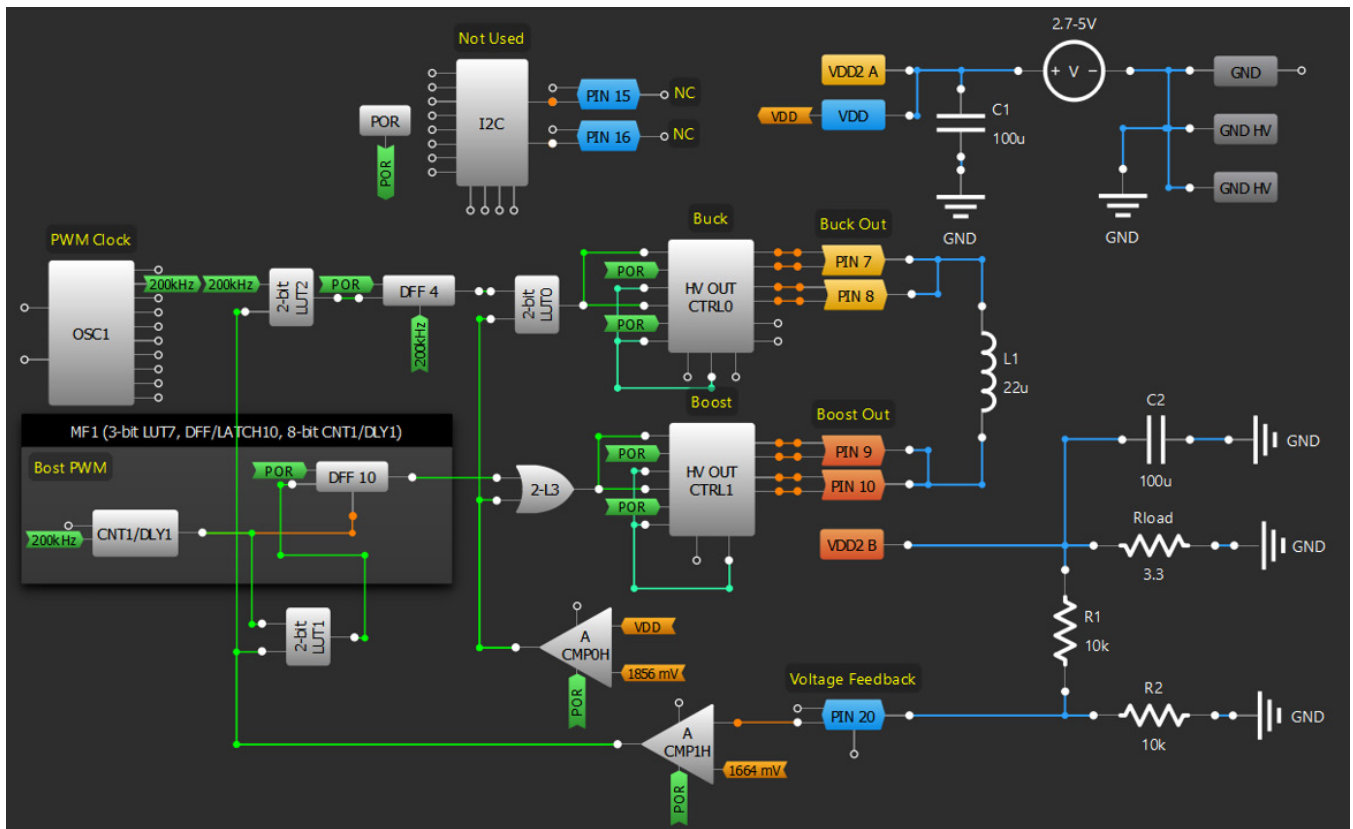 Not Used
I2C
PIN 15
NC
PIN 16
NC
POR
POR
2.7-5V
VDD2 A
VDD
VDD
+ V −
C1
100u
GND
GND
GND
GND HV
GND HV
PWM Clock
OSC1
200kHz
200kHz
2-bit
LUT2
POR
DFF 4
200kHz
2-bit
LUT0
Buck
POR
HV OUT
CTRL0
POR
Buck Out
PIN 7
PIN 8
L1
22u
Boost
POR
HV OUT
CTRL1
POR
Boost Out
PIN 9
PIN 10
VDD2 B
C2
100u
GND
Rload
3.3
GND
R1
10k
R2
10k
GND
MF1 (3-bit LUT7, DFF/LATCH10, 8-bit CNT1/DLY1)
Bost PWM
POR
DFF 10
200kHz
CNT1/DLY1
2-L3
2-bit
LUT1
A
CMP0H
VDD
1856 mV
POR
Voltage Feedback
PIN 20
A
CMP1H
1664 mV
POR